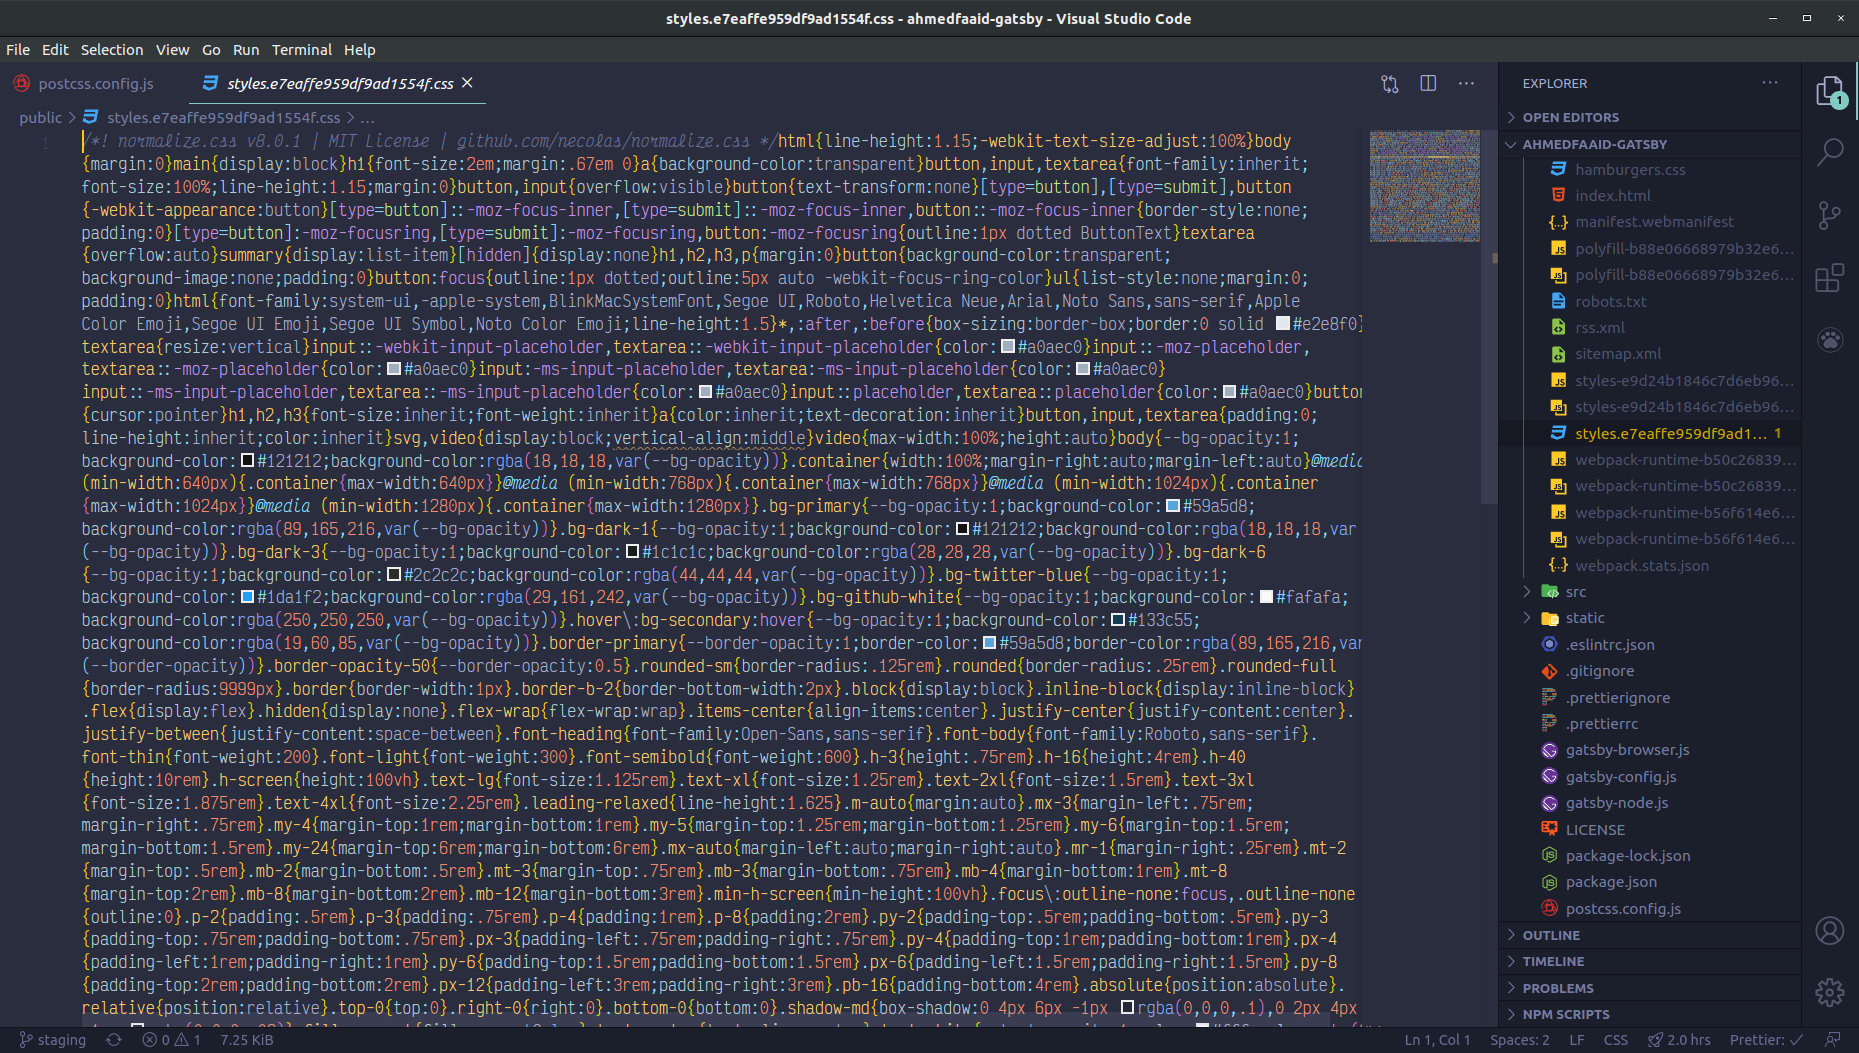 styles.e7eaffe959df9ad1554f.css - ahmedfaaid-gatsby - Visual Studio Code
File Edit Selection View Go Run Terminal Help
postcss.config.js styles.e7eaffe959df9ad1554f.css
public > styles.e7eaffe959df9ad1554f.css > ...
1 /*! normalize.css v8.0.1 | MIT License | github.com/necolas/normalize.css */html{line-height:1.15;-webkit-text-size-adjust:100%}body
{margin:0}main{display:block}h1{font-size:2em;margin:.67em 0}a{background-color:transparent}button,input,textarea{font-family:inherit;
font-size:100%;line-height:1.15;margin:0}button,input{overflow:visible}button{text-transform:none}[type=button],[type=submit],button
{-webkit-appearance:button}[type=button]::-moz-focus-inner,[type=submit]::-moz-focus-inner,button::-moz-focus-inner{border-style:none;
padding:0}[type=button]:-moz-focusring,[type=submit]:-moz-focusring,button:-moz-focusring{outline:1px dotted ButtonText}textarea
{overflow:auto}summary{display:list-item}[hidden]{display:none}h1,h2,h3,p{margin:0}button{background-color:transparent;
background-image:none;padding:0}button:focus{outline:1px dotted;outline:5px auto -webkit-focus-ring-color}ul{list-style:none;margin:0;
padding:0}html{font-family:system-ui,-apple-system,BlinkMacSystemFont,Segoe UI,Roboto,Helvetica Neue,Arial,Noto Sans,sans-serif,Apple
Color Emoji,Segoe UI Emoji,Segoe UI Symbol,Noto Color Emoji;line-height:1.5}*,:after,:before{box-sizing:border-box;border:0 solid #e2e8f0}
textarea{resize:vertical}input::-webkit-input-placeholder,textarea::-webkit-input-placeholder{color:#a0aec0}input::-moz-placeholder,
textarea::-moz-placeholder{color:#a0aec0}input:-ms-input-placeholder,textarea:-ms-input-placeholder{color:#a0aec0}
input::-ms-input-placeholder,textarea::-ms-input-placeholder{color:#a0aec0}input::placeholder,textarea::placeholder{color:#a0aec0}button
{cursor:pointer}h1,h2,h3{font-size:inherit;font-weight:inherit}a{color:inherit;text-decoration:inherit}button,input,textarea{padding:0;
line-height:inherit;color:inherit}svg,video{display:block;vertical-align:middle}video{max-width:100%;height:auto}body{--bg-opacity:1;
background-color:#121212;background-color:rgba(18,18,18,var(--bg-opacity))}.container{width:100%;margin-right:auto;margin-left:auto}@media
(min-width:640px){.container{max-width:640px}}@media (min-width:768px){.container{max-width:768px}}@media (min-width:1024px){.container
{max-width:1024px}}@media (min-width:1280px){.container{max-width:1280px}}.bg-primary{--bg-opacity:1;background-color:#59a5d8;
background-color:rgba(89,165,216,var(--bg-opacity))}.bg-dark-1{--bg-opacity:1;background-color:#121212;background-color:rgba(18,18,18,var
(--bg-opacity))}.bg-dark-3{--bg-opacity:1;background-color:#1c1c1c;background-color:rgba(28,28,28,var(--bg-opacity))}.bg-dark-6
{--bg-opacity:1;background-color:#2c2c2c;background-color:rgba(44,44,44,var(--bg-opacity))}.bg-twitter-blue{--bg-opacity:1;
background-color:#1da1f2;background-color:rgba(29,161,242,var(--bg-opacity))}.bg-github-white{--bg-opacity:1;background-color:#fafafa;
background-color:rgba(250,250,250,var(--bg-opacity))}.hover\:bg-secondary:hover{--bg-opacity:1;background-color:#133c55;
background-color:rgba(19,60,85,var(--bg-opacity))}.border-primary{--border-opacity:1;border-color:#59a5d8;border-color:rgba(89,165,216,var
(--border-opacity))}.border-opacity-50{--border-opacity:0.5}.rounded-sm{border-radius:.125rem}.rounded{border-radius:.25rem}.rounded-full
{border-radius:9999px}.border{border-width:1px}.border-b-2{border-bottom-width:2px}.block{display:block}.inline-block{display:inline-block}
.flex{display:flex}.hidden{display:none}.flex-wrap{flex-wrap:wrap}.items-center{align-items:center}.justify-center{justify-content:center}.
justify-between{justify-content:space-between}.font-heading{font-family:Open-Sans,sans-serif}.font-body{font-family:Roboto,sans-serif}.
font-thin{font-weight:200}.font-light{font-weight:300}.font-semibold{font-weight:600}.h-3{height:.75rem}.h-16{height:4rem}.h-40
{height:10rem}.h-screen{height:100vh}.text-lg{font-size:1.125rem}.text-xl{font-size:1.25rem}.text-2xl{font-size:1.5rem}.text-3xl
{font-size:1.875rem}.text-4xl{font-size:2.25rem}.leading-relaxed{line-height:1.625}.m-auto{margin:auto}.mx-3{margin-left:.75rem;
margin-right:.75rem}.my-4{margin-top:1rem;margin-bottom:1rem}.my-5{margin-top:1.25rem;margin-bottom:1.25rem}.my-6{margin-top:1.5rem;
margin-bottom:1.5rem}.my-24{margin-top:6rem;margin-bottom:6rem}.mx-auto{margin-left:auto;margin-right:auto}.mr-1{margin-right:.25rem}.mt-2
{margin-top:.5rem}.mb-2{margin-bottom:.5rem}.mt-3{margin-top:.75rem}.mb-3{margin-bottom:.75rem}.mb-4{margin-bottom:1rem}.mt-8
{margin-top:2rem}.mb-8{margin-bottom:2rem}.mb-12{margin-bottom:3rem}.min-h-screen{min-height:100vh}.focus\:outline-none:focus,.outline-none
{outline:0}.p-2{padding:.5rem}.p-3{padding:.75rem}.p-4{padding:1rem}.p-8{padding:2rem}.py-2{padding-top:.5rem;padding-bottom:.5rem}.py-3
{padding-top:.75rem;padding-bottom:.75rem}.px-3{padding-left:.75rem;padding-right:.75rem}.py-4{padding-top:1rem;padding-bottom:1rem}.px-4
{padding-left:1rem;padding-right:1rem}.py-6{padding-top:1.5rem;padding-bottom:1.5rem}.px-6{padding-left:1.5rem;padding-right:1.5rem}.py-8
{padding-top:2rem;padding-bottom:2rem}.px-12{padding-left:3rem;padding-right:3rem}.pb-16{padding-bottom:4rem}.absolute{position:absolute}.
relative{position:relative}.top-0{top:0}.right-0{right:0}.bottom-0{bottom:0}.shadow-md{box-shadow:0 4px 6px -1px rgba(0,0,0,.1),0 2px 4px
EXPLORER
OPEN EDITORS
AHMEDFAAID-GATSBY
hamburgers.css
index.html
manifest.webmanifest
polyfill-b88e06668979b32e6...
polyfill-b88e06668979b32e6...
robots.txt
rss.xml
sitemap.xml
styles-e9d24b1846c7d6eb96...
styles-e9d24b1846c7d6eb96...
styles.e7eaffe959df9ad1... 1
webpack-runtime-b50c26839...
webpack-runtime-b50c26839...
webpack-runtime-b56f614e6...
webpack-runtime-b56f614e6...
webpack.stats.json
src
static
.eslintrc.json
.gitignore
.prettierignore
.prettierrc
gatsby-browser.js
gatsby-config.js
gatsby-node.js
LICENSE
package-lock.json
package.json
postcss.config.js
OUTLINE
TIMELINE
PROBLEMS
NPM SCRIPTS
1
staging 0 1 7.25 KiB Ln 1, Col 1 Spaces: 2 LF CSS 2.0 hrs Prettier: ✓